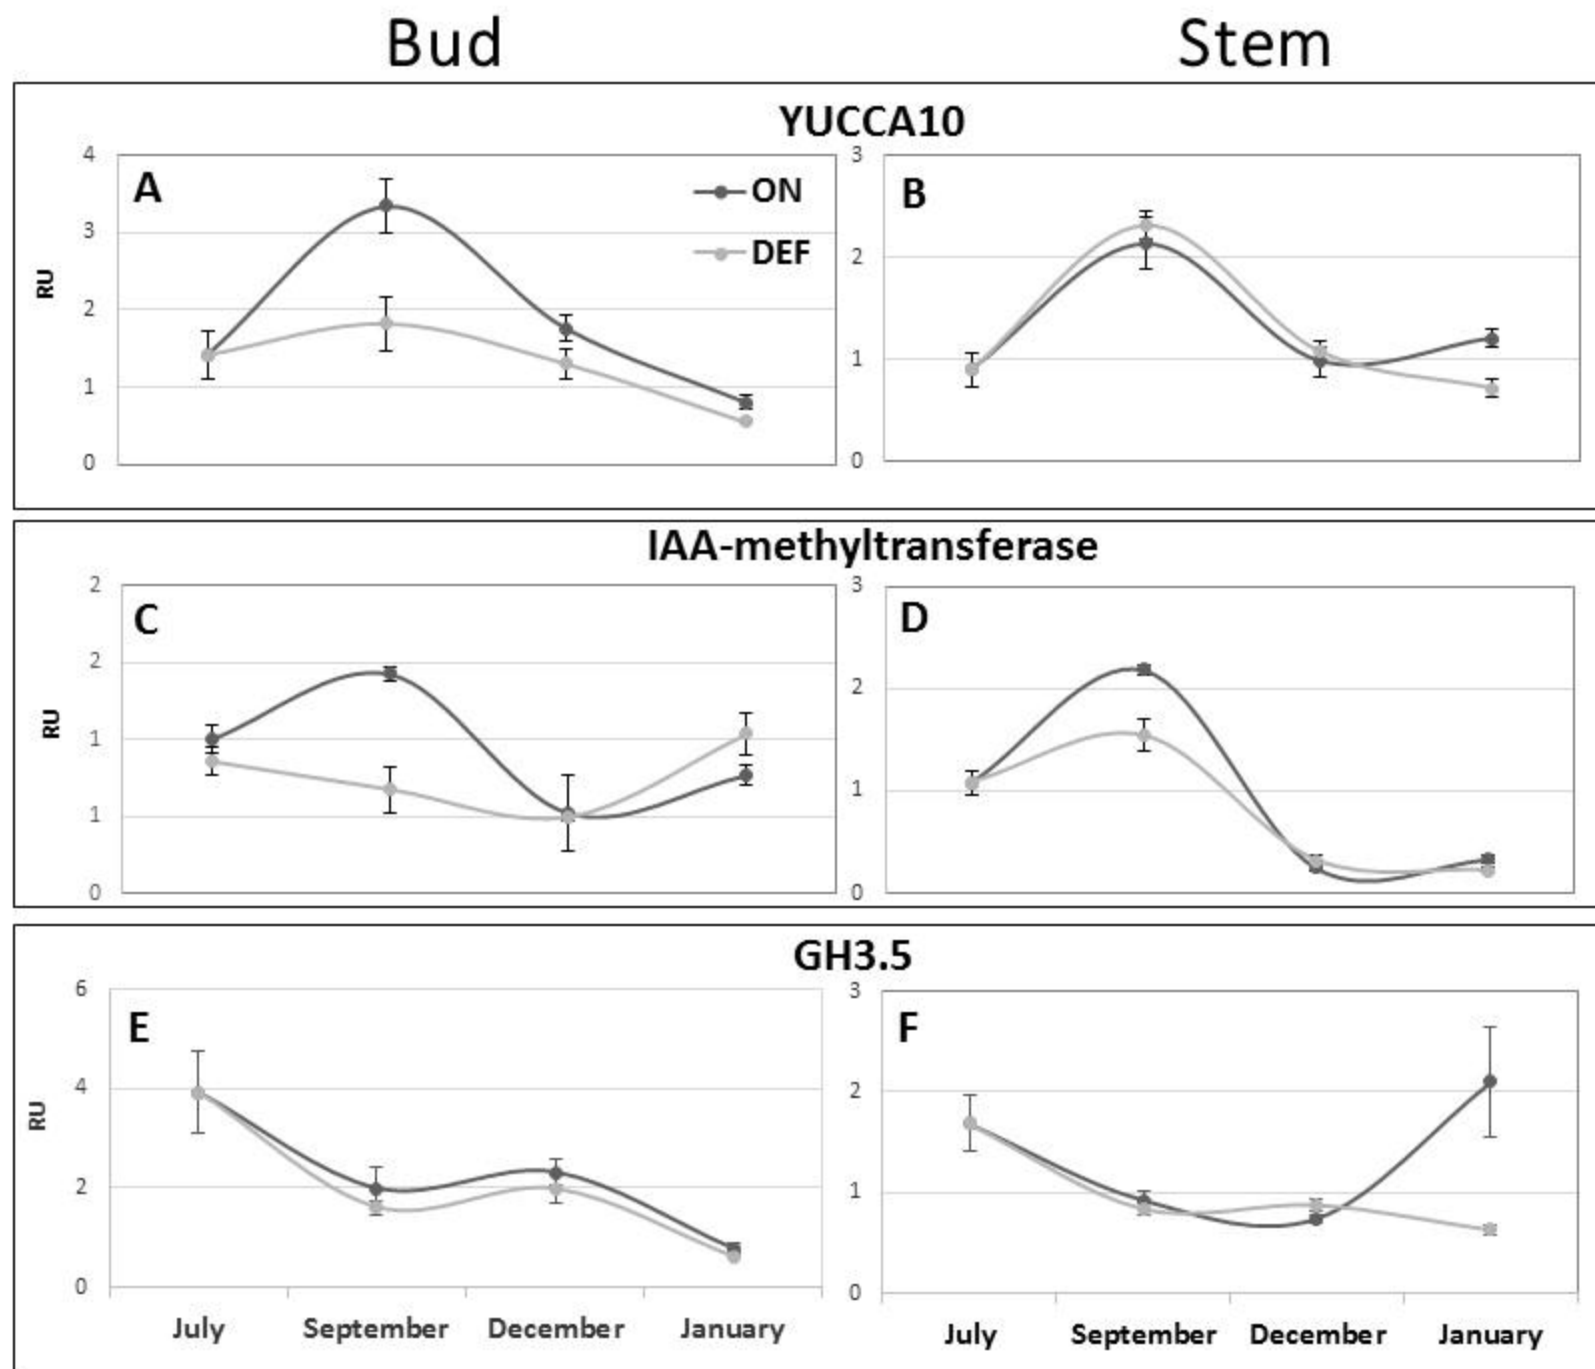 Bud Stem
YUCCA10
4 3
A ON B
3 DEF 2
RU
2
1 1
0 0
IAA-methyltransferase
2 3
C D
2 2
RU
1 1
1
0 0
GH3.5
6 3
E F
4 2
RU
2 1
0 0
July September December January July September December January